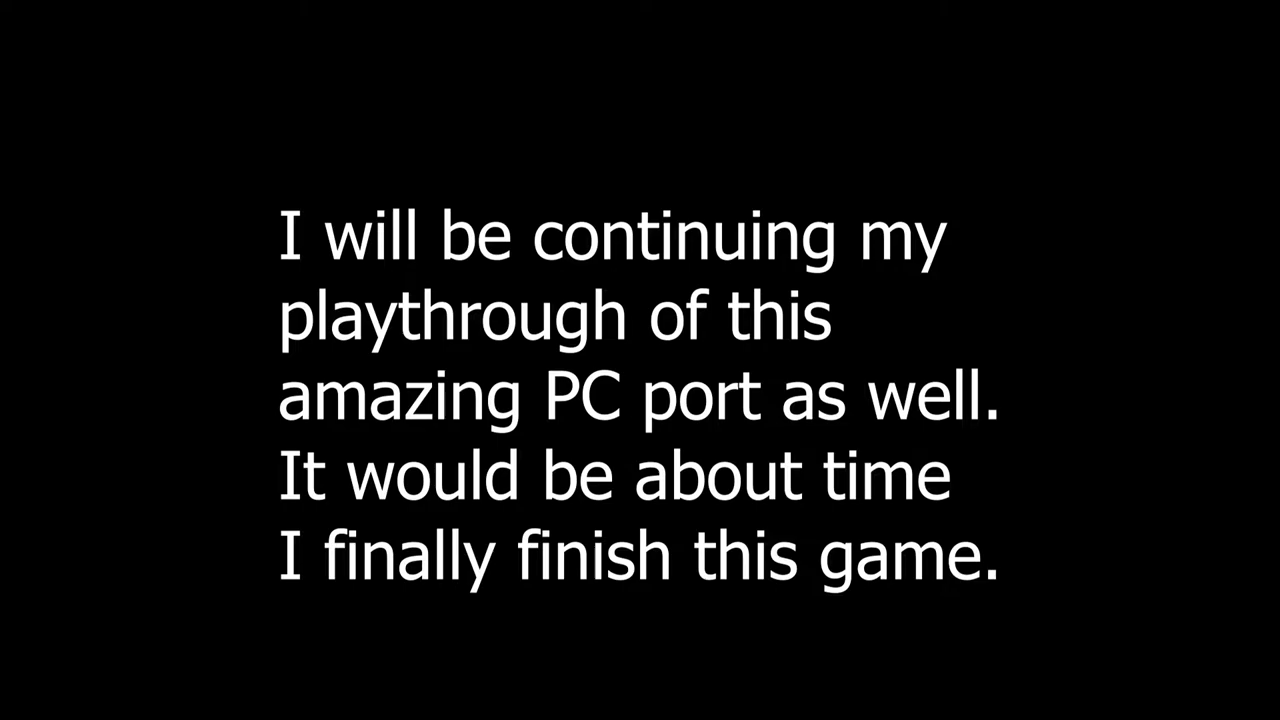 I will be continuing my
playthrough of this
amazing PC port as well.
It would be about time
I finally finish this game.